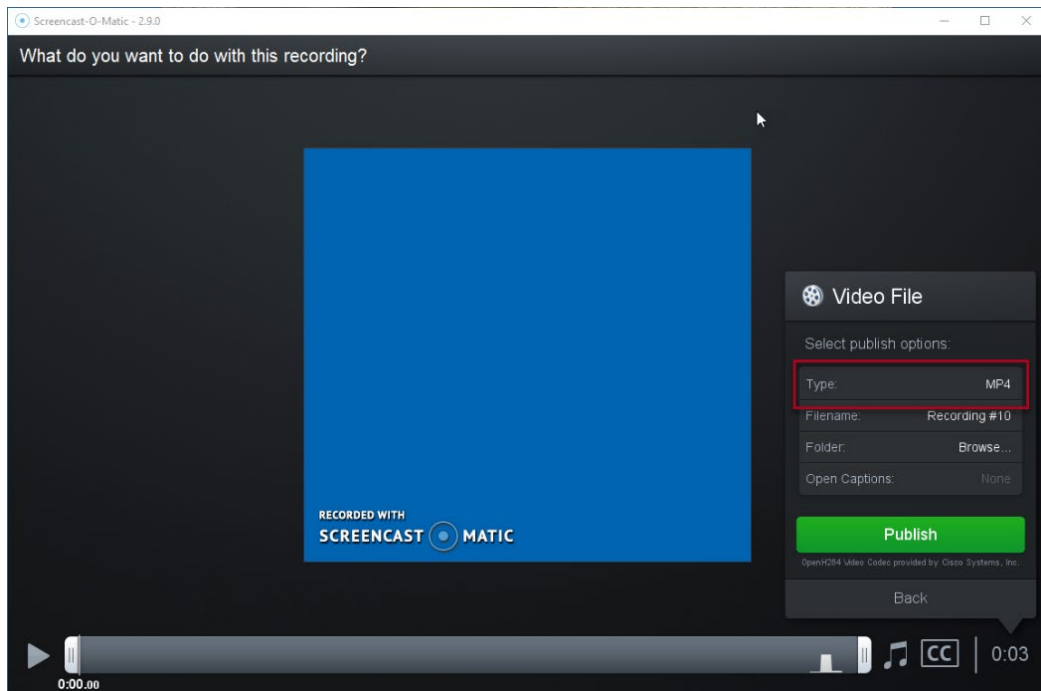 Screencast-O-Matic - 2.9.0
What do you want to do with this recording?
RECORDED WITH
SCREENCAST MATIC
Video File
Select publish options:
Type: MP4
Filename: Recording #10
Folder: Browse...
Open Captions: None
Publish
OpenH264 Video Codec provided by Cisco Systems, Inc.
Back
CC 0:03
0:00.00